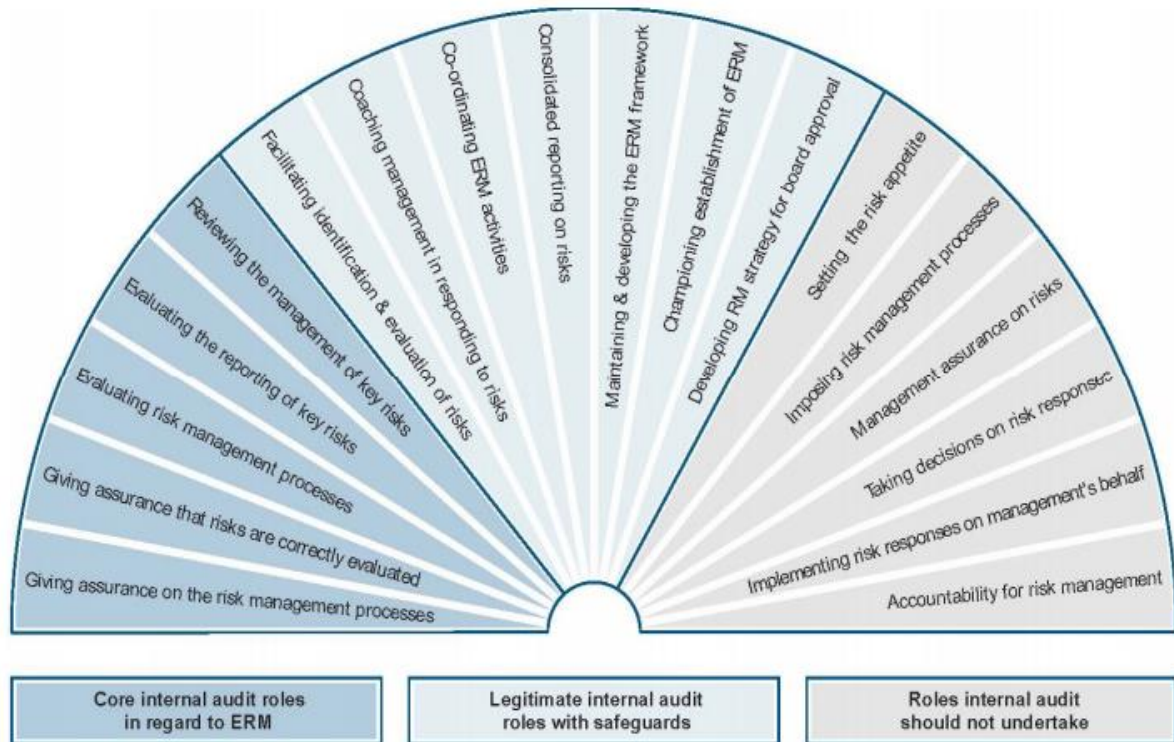 Giving assurance on the risk management processes
Giving assurance that risks are correctly evaluated
Evaluating risk management processes
Evaluating the reporting of key risks
Reviewing the management of key risks
Facilitating identification & evaluation of risks
Coaching management in responding to risks
Co-ordinating ERM activities
Consolidated reporting on risks
Maintaining & developing the ERM framework
Championing establishment of ERM
Developing RM strategy for board approval
Setting the risk appetite
Imposing risk management processes
Management assurance on risks
Taking decisions on risk responses
Implementing risk responses on management's behalf
Accountability for risk management
Core internal audit roles
in regard to ERM
Legitimate internal audit
roles with safeguards
Roles internal audit
should not undertake